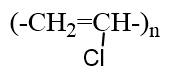 (-CH₂=CH-)ₙ
Cl